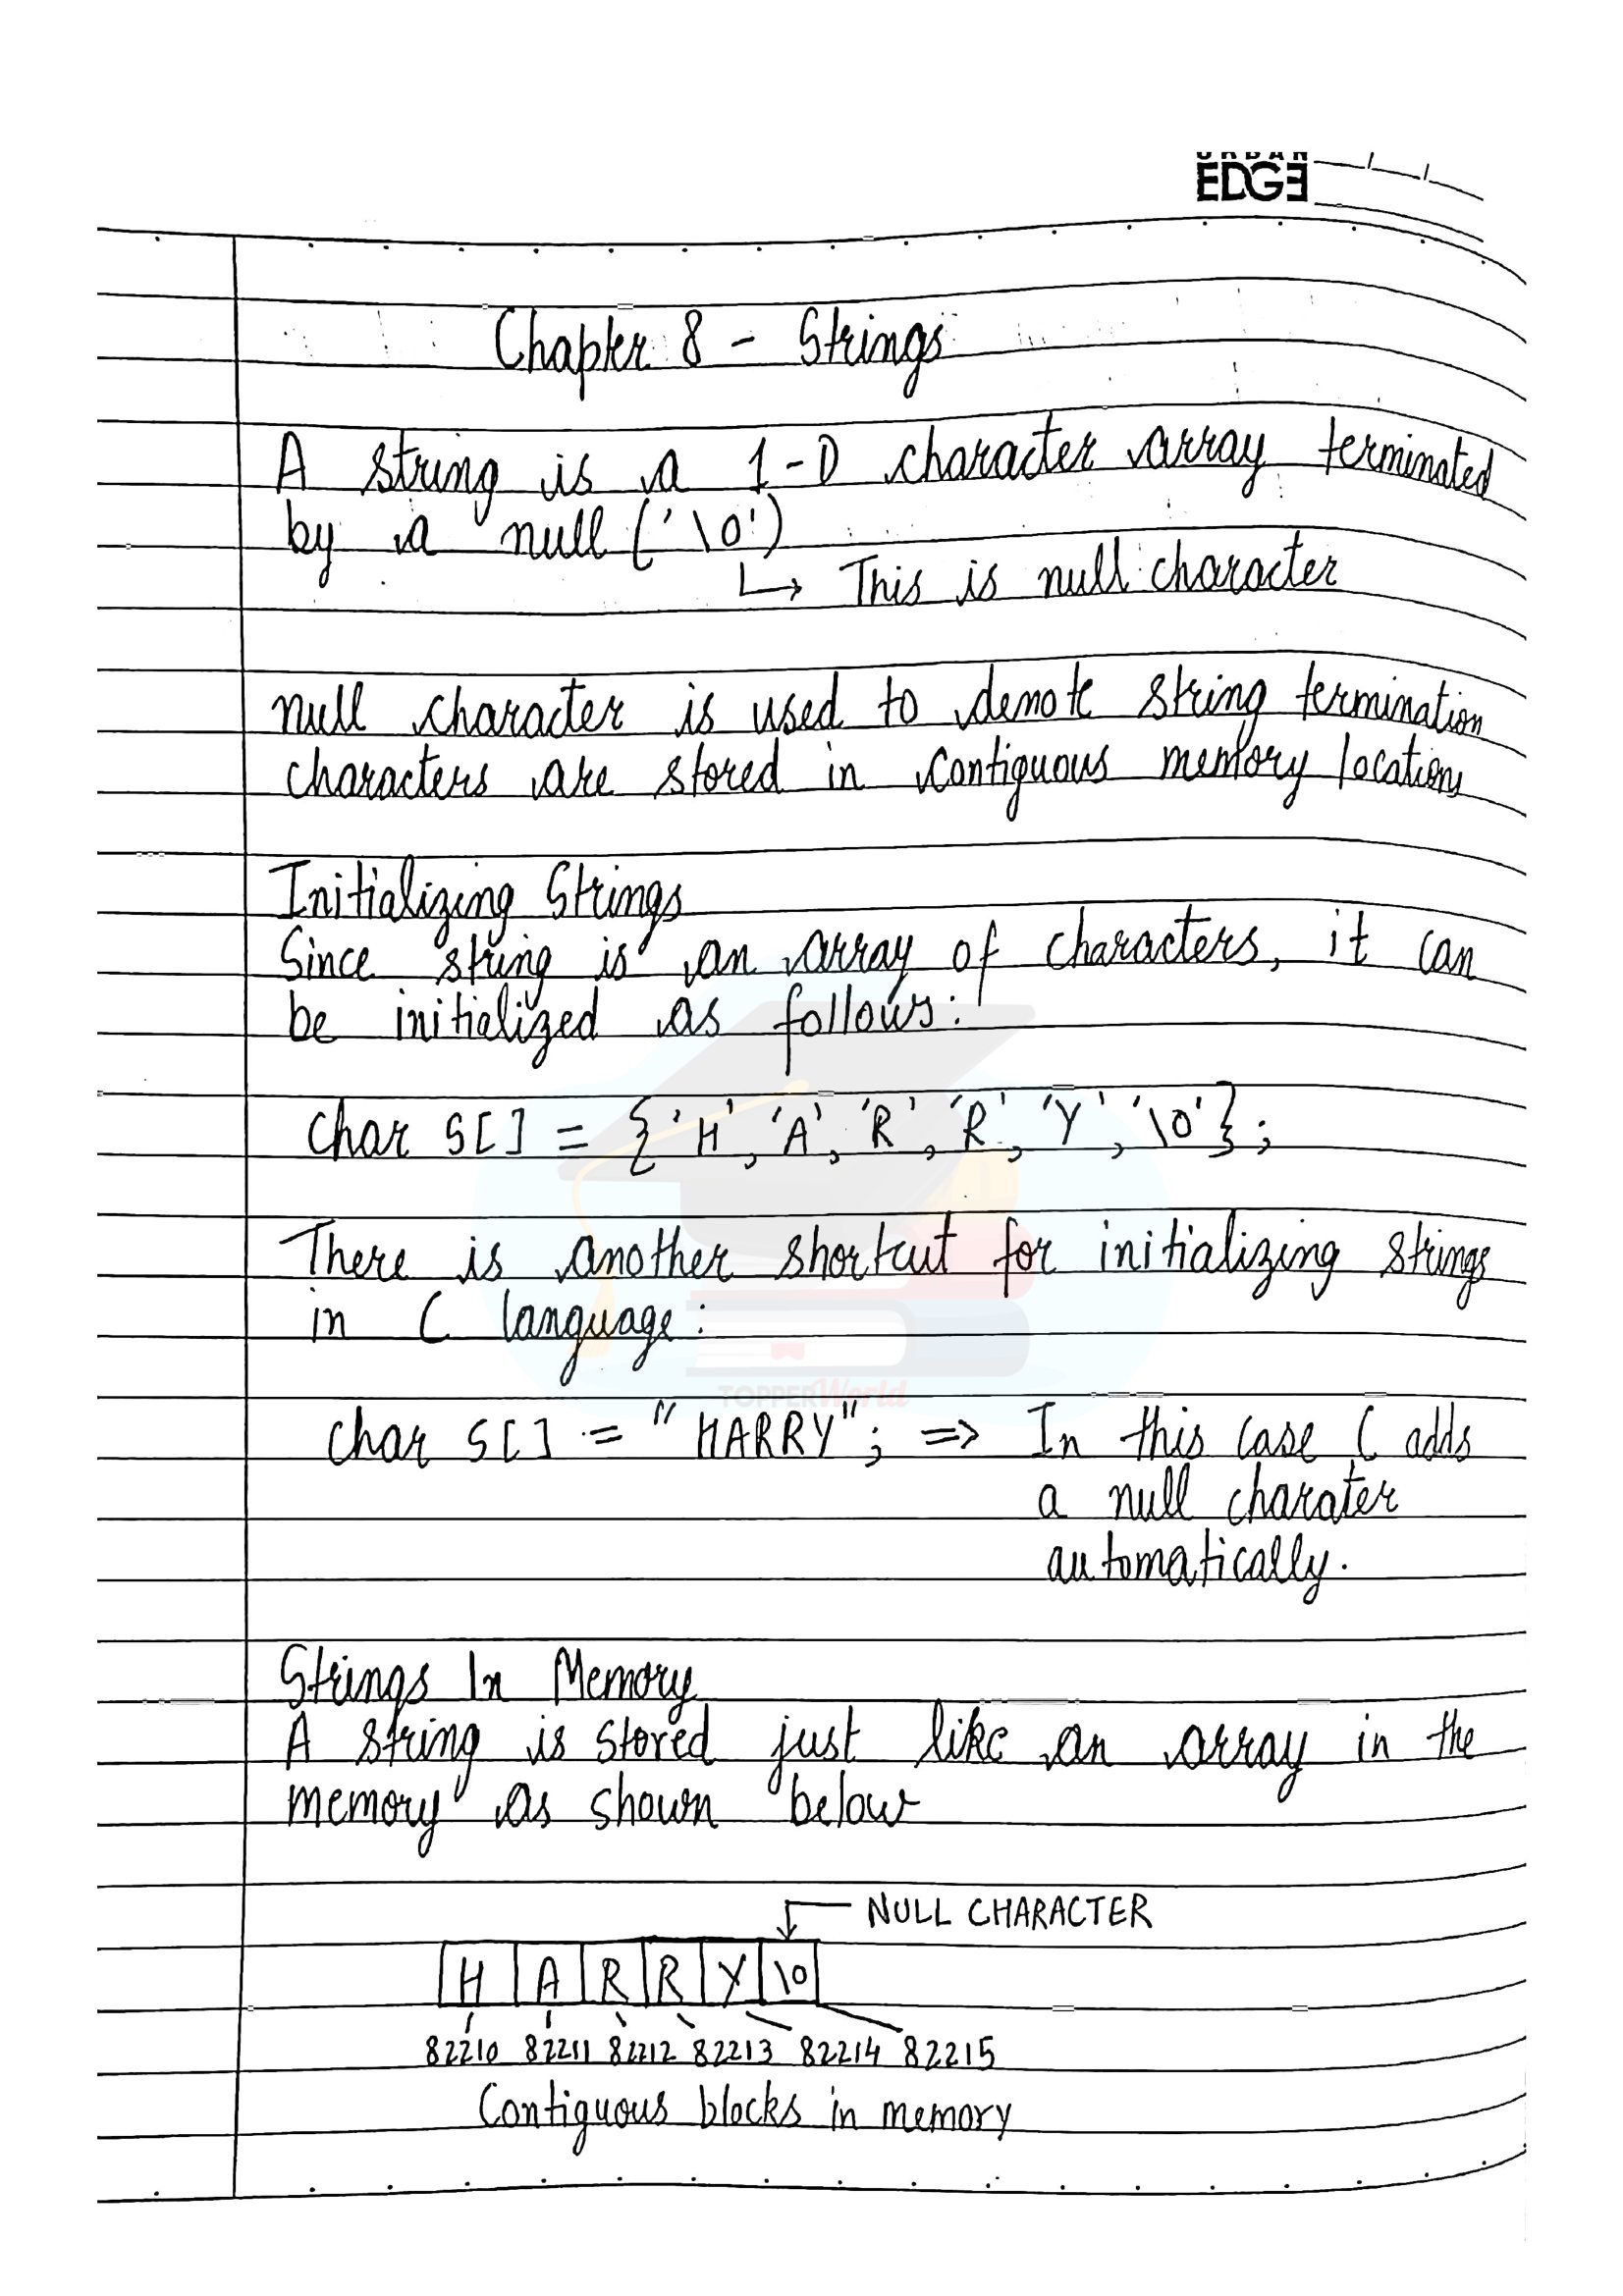 URBAN
EDGE
Chapter 8 - Strings
A string is a 1-D character array terminated
by a null ('\0')
↳ This is null character
null character is used to denote string termination
characters are stored in contiguous memory locations
Initializing Strings
Since string is an array of characters, it can
be initialized as follows:
char s[] = {'H', 'A', 'R', 'R', 'Y', '\0'};
There is another shortcut for initializing strings
in C language:
TOPPERWorld
char s[] = "HARRY"; => In this case C adds
a null charater
automatically.
Strings In Memory
A string is stored just like an array in the
memory as shown below
NULL CHARACTER
H A R R Y \0
82210 82211 82212 82213 82214 82215
Contiguous blocks in memory